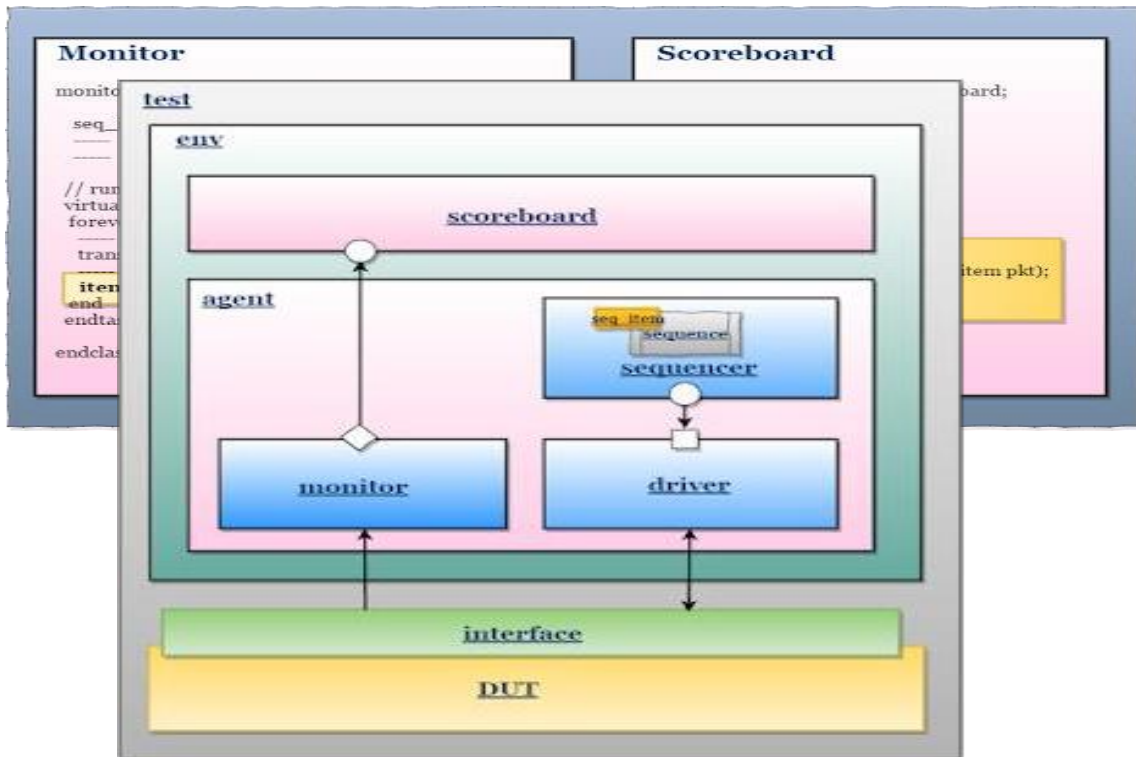 Monitor
Scoreboard
monito
test
oard;
seq_
-----
-----
env
// run
virtua
scoreboard
forev
-----
trans
-----
item
item pkt);
agent
end
seq_item
endtas
sequence
endclas
sequencer
monitor
driver
interface
DUT